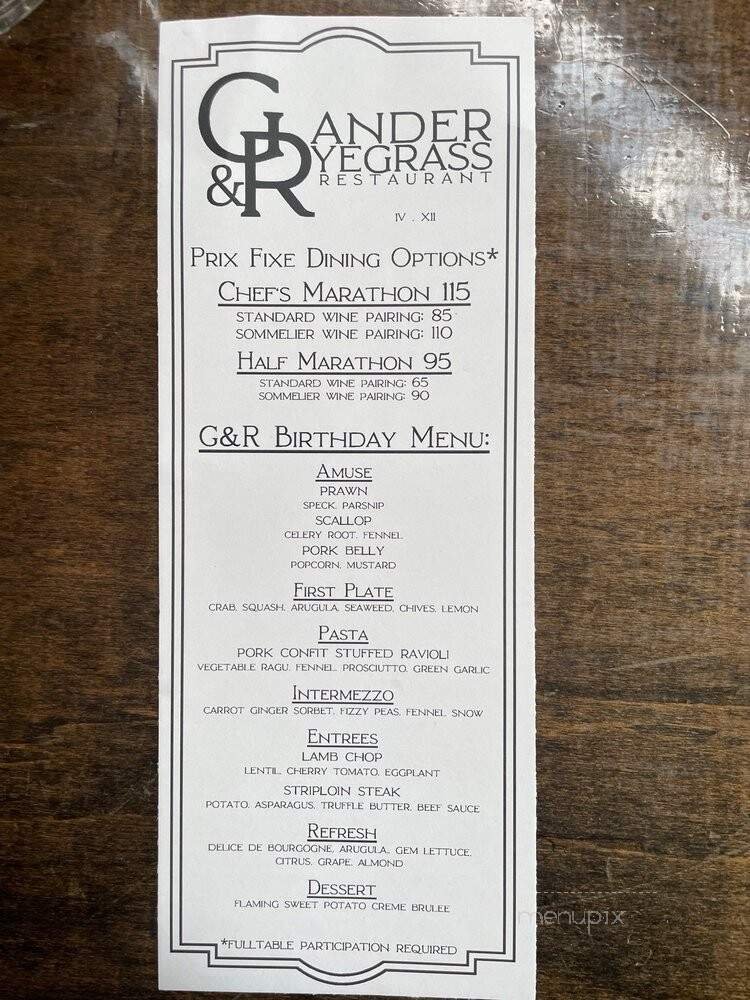 GANDER
& RYEGRASS
RESTAURANT
IV . XII
PRIX FIXE DINING OPTIONS*
CHEF'S MARATHON 115
STANDARD WINE PAIRING: 85
SOMMELIER WINE PAIRING: 110
HALF MARATHON 95
STANDARD WINE PAIRING: 65
SOMMELIER WINE PAIRING: 90
G&R BIRTHDAY MENU:
AMUSE
PRAWN
SPECK, PARSNIP
SCALLOP
CELERY ROOT, FENNEL
PORK BELLY
POPCORN, MUSTARD
FIRST PLATE
CRAB, SQUASH, ARUGULA, SEAWEED, CHIVES, LEMON
PASTA
PORK CONFIT STUFFED RAVIOLI
VEGETABLE RAGU, FENNEL, PROSCIUTTO, GREEN GARLIC
INTERMEZZO
CARROT GINGER SORBET, FIZZY PEAS, FENNEL SNOW
ENTREES
LAMB CHOP
LENTIL, CHERRY TOMATO, EGGPLANT
STRIPLOIN STEAK
POTATO, ASPARAGUS, TRUFFLE BUTTER, BEEF SAUCE
REFRESH
DELICE DE BOURGOGNE, ARUGULA, GEM LETTUCE,
CITRUS, GRAPE, ALMOND
DESSERT
FLAMING SWEET POTATO CREME BRULEE
*FULLTABLE PARTICIPATION REQUIRED
menupix